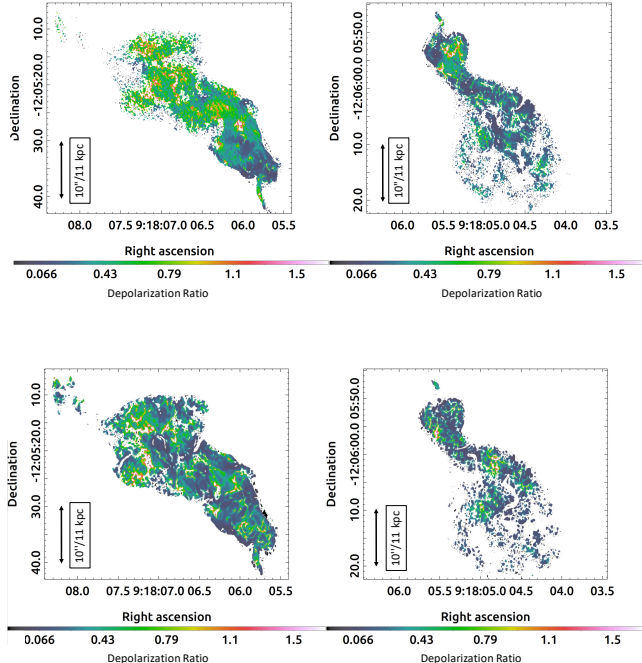 10.0
-12:05:20.0
30.0
40.0
Declination
10"/11 kpc
08.0 07.5 9:18:07.0 06.5 06.0 05.5
Right ascension
0.066 0.43 0.79 1.1 1.5
Depolarization Ratio
05:50.0
-12:06:00.0
10.0
20.0
Declination
10"/11 kpc
06.0 05.5 9:18:05.0 04.5 04.0 03.5
Right ascension
0.066 0.43 0.79 1.1 1.5
Depolarization Ratio
10.0
-12:05:20.0
30.0
40.0
Declination
10"/11 kpc
08.0 07.5 9:18:07.0 06.5 06.0 05.5
Right ascension
0.066 0.43 0.79 1.1 1.5
Depolarization Ratio
05:50.0
-12:06:00.0
10.0
20.0
Declination
10"/11 kpc
06.0 05.5 9:18:05.0 04.5 04.0 03.5
Right ascension
0.066 0.43 0.79 1.1 1.5
Depolarization Ratio